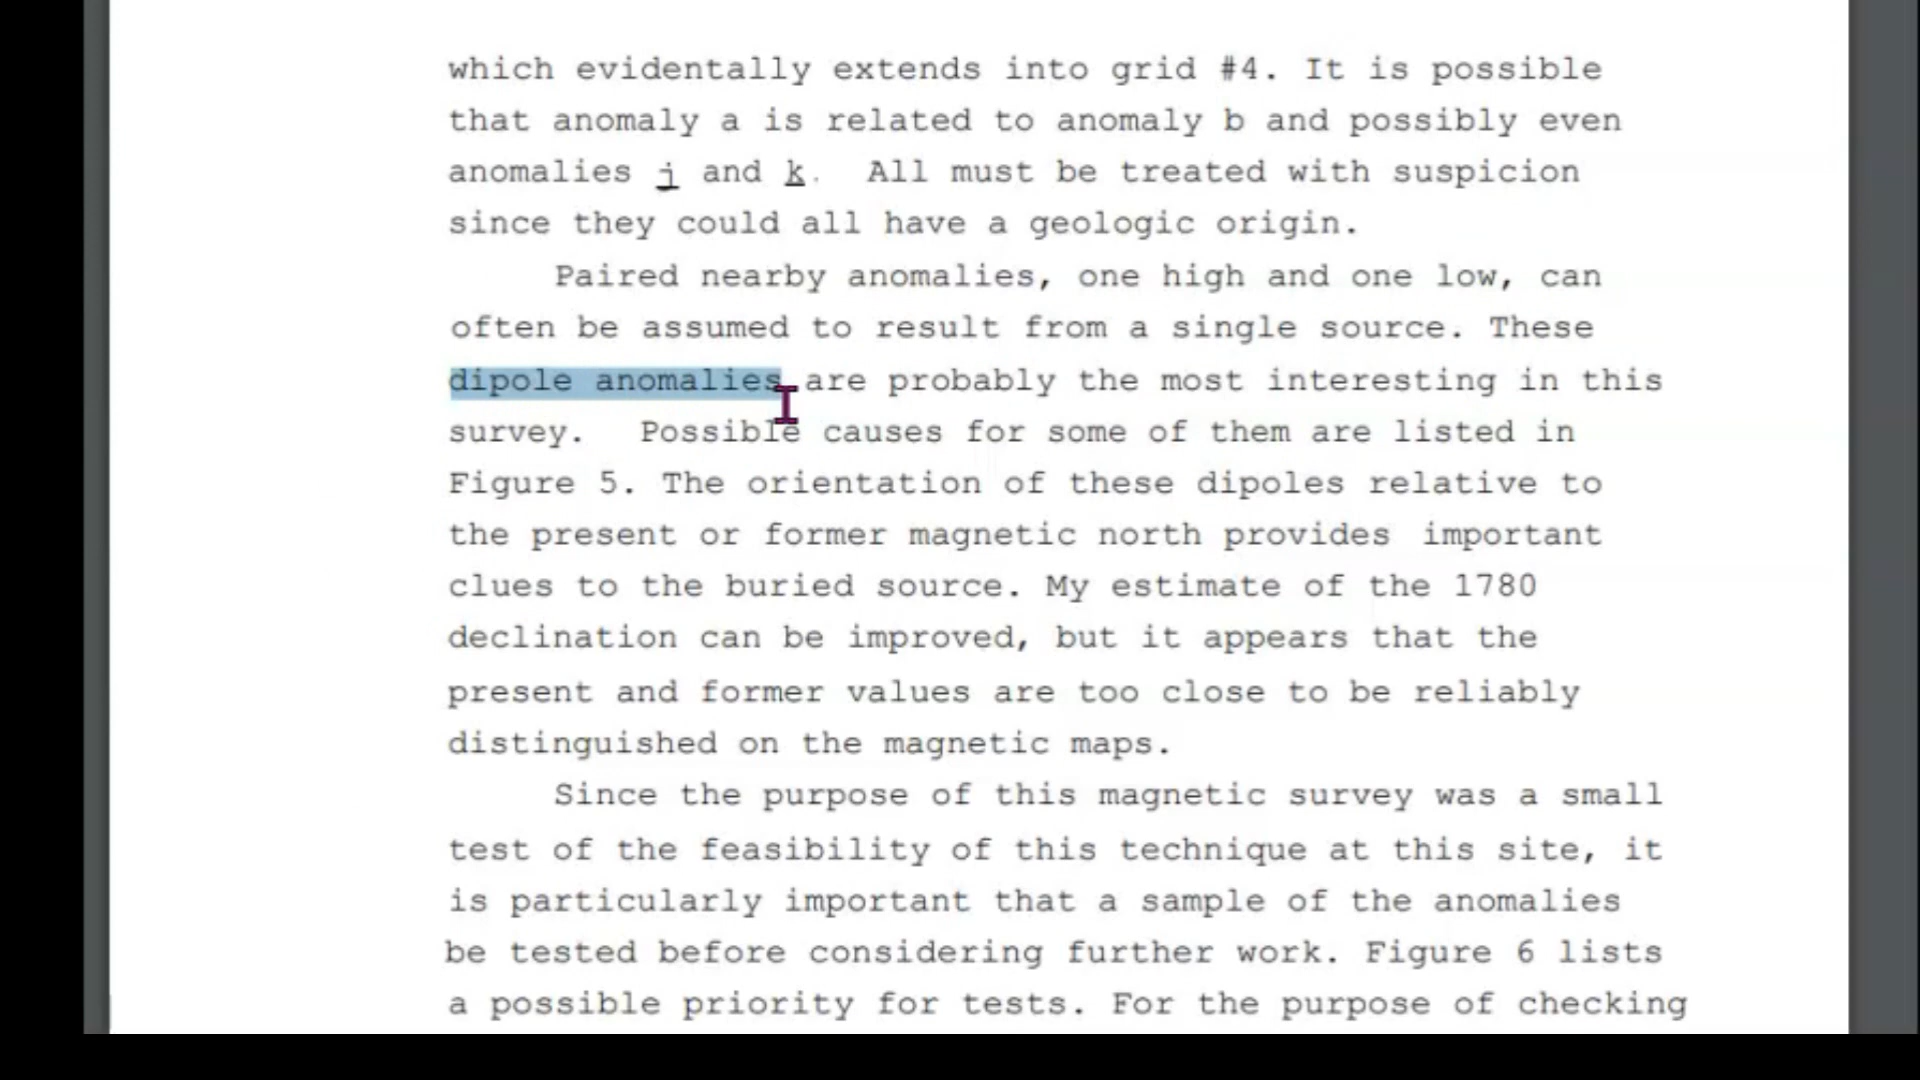 which evidentally extends into grid #4. It is possible
that anomaly a is related to anomaly b and possibly even
anomalies j and k. All must be treated with suspicion
since they could all have a geologic origin.
Paired nearby anomalies, one high and one low, can
often be assumed to result from a single source. These
dipole anomalies are probably the most interesting in this
survey. Possible causes for some of them are listed in
Figure 5. The orientation of these dipoles relative to
the present or former magnetic north provides important
clues to the buried source. My estimate of the 1780
declination can be improved, but it appears that the
present and former values are too close to be reliably
distinguished on the magnetic maps.
Since the purpose of this magnetic survey was a small
test of the feasibility of this technique at this site, it
is particularly important that a sample of the anomalies
be tested before considering further work. Figure 6 lists
a possible priority for tests. For the purpose of checking